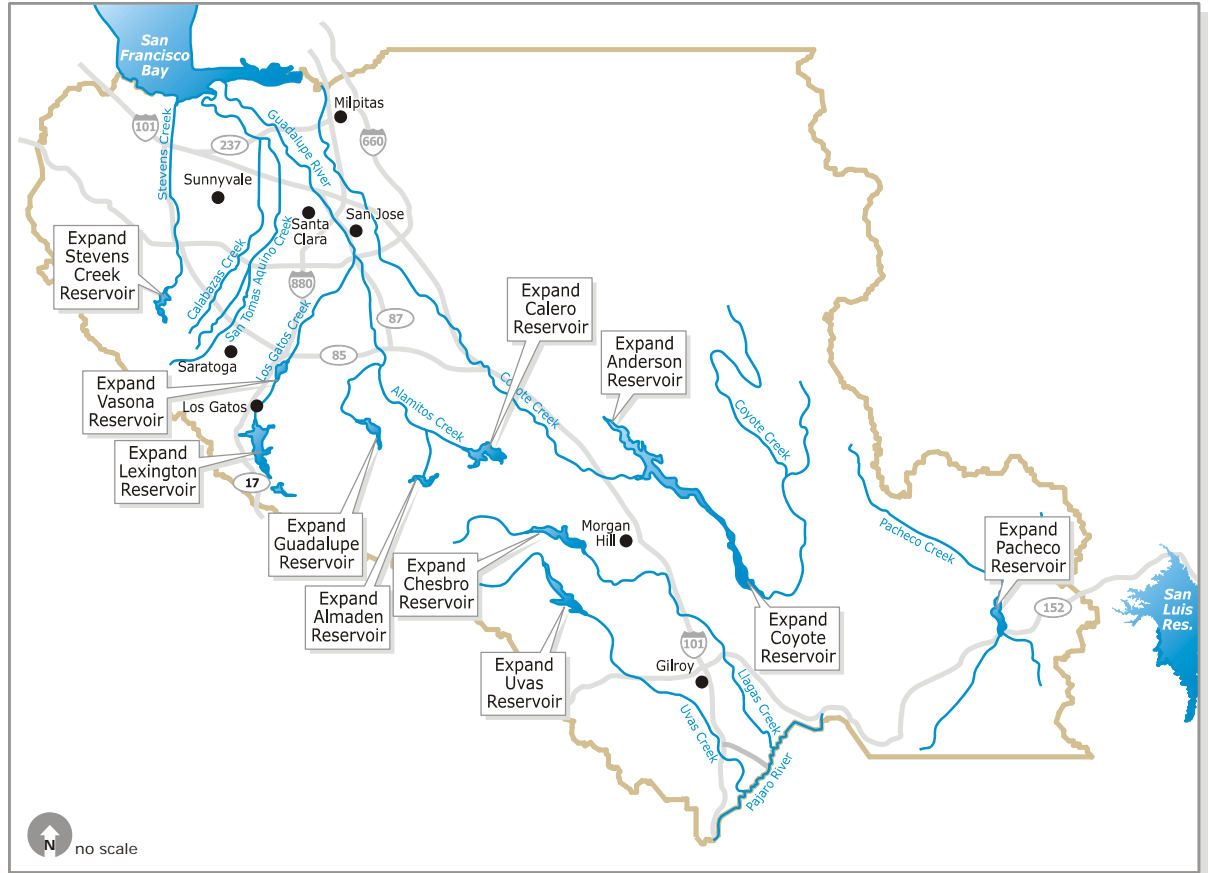 San
Francisco
Bay
Milpitas
101
237
660
Stevens Creek
Guadalupe River
Sunnyvale
Santa
Clara
San Jose
Expand
Stevens
Creek
Reservoir
Calabazas Creek
San Tomas Aquino Creek
880
87
85
Saratoga
Los Gatos Creek
Expand
Calero
Reservoir
Expand
Anderson
Reservoir
Expand
Vasona
Reservoir
Los Gatos
Alamitos Creek
Coyote Creek
Coyote Creek
Expand
Lexington
Reservoir
17
Expand
Guadalupe
Reservoir
Expand
Almaden
Reservoir
Expand
Chesbro
Reservoir
Morgan
Hill
Pacheco Creek
Expand
Pacheco
Reservoir
152
San
Luis
Res.
Expand
Coyote
Reservoir
Expand
Uvas
Reservoir
101
Gilroy
Llagas Creek
Uvas Creek
Pajaro River
N
no scale